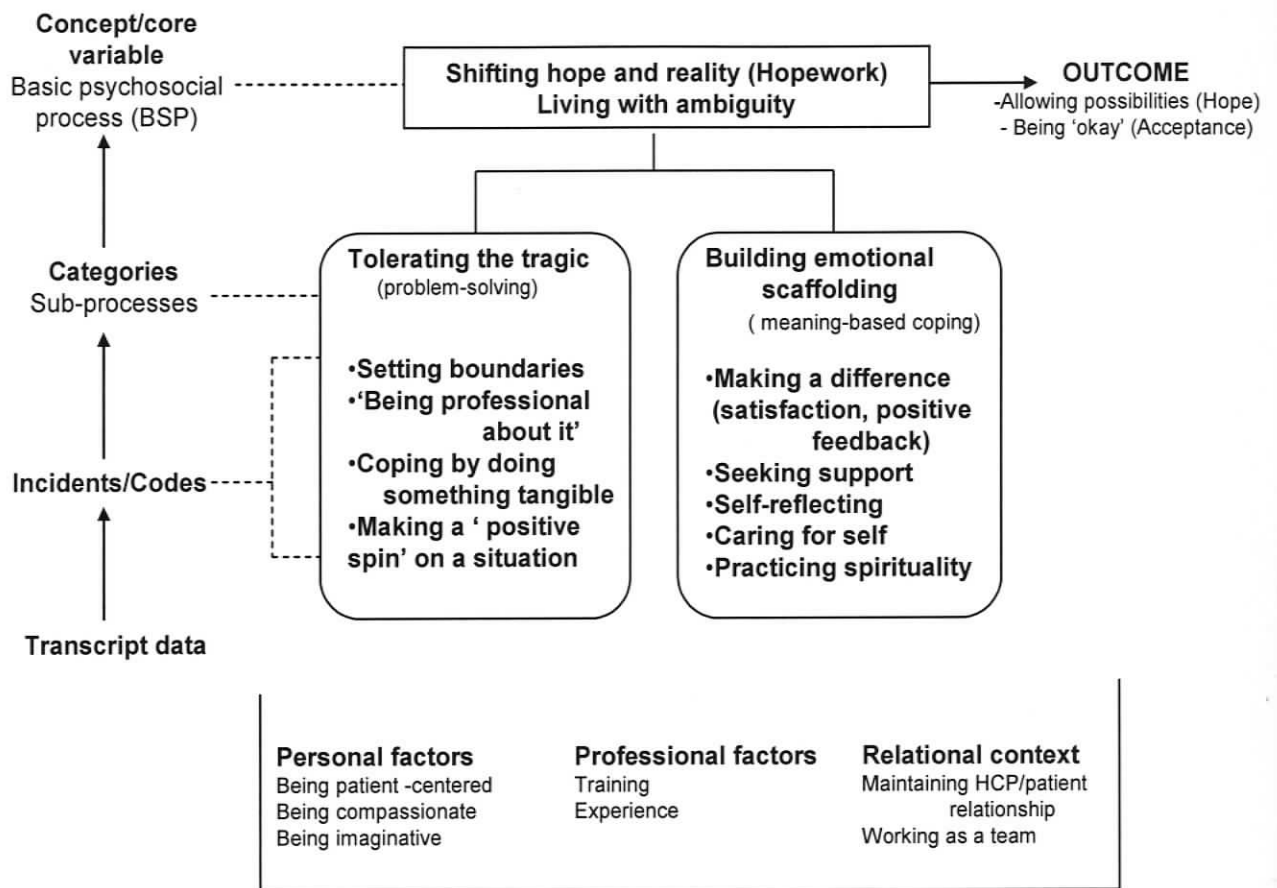 Concept/core
variable
Basic psychosocial
process (BSP)
Shifting hope and reality (Hopework)
Living with ambiguity
OUTCOME
-Allowing possibilities (Hope)
- Being 'okay' (Acceptance)
Categories
Sub-processes
Tolerating the tragic
(problem-solving)
•Setting boundaries
•'Being professional
about it'
•Coping by doing
something tangible
•Making a ' positive
spin' on a situation
Building emotional
scaffolding
( meaning-based coping)
•Making a difference
(satisfaction, positive
feedback)
•Seeking support
•Self-reflecting
•Caring for self
•Practicing spirituality
Incidents/Codes
Transcript data
Personal factors
Being patient -centered
Being compassionate
Being imaginative
Professional factors
Training
Experience
Relational context
Maintaining HCP/patient
relationship
Working as a team